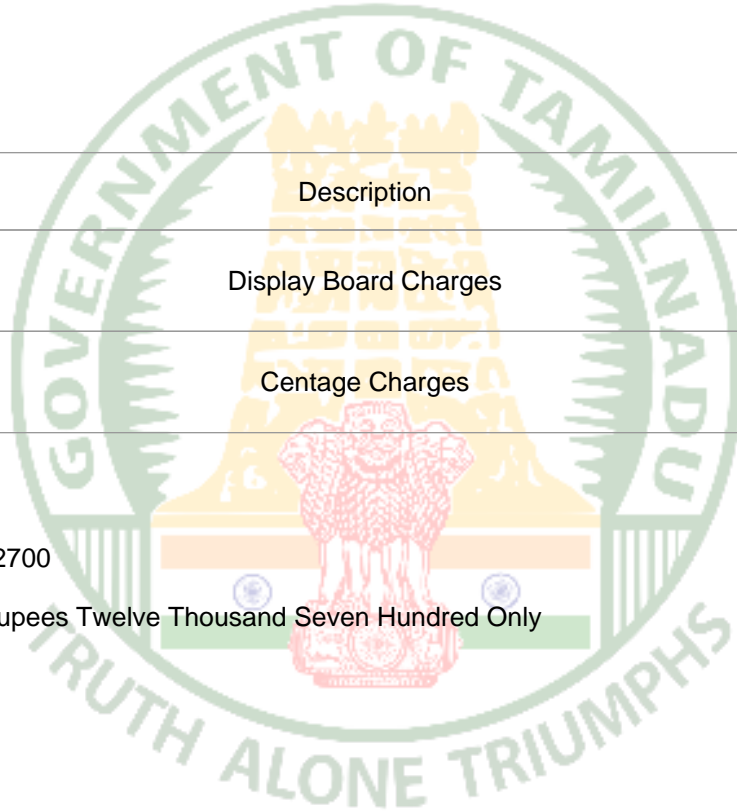 GOVERNMENT OF TAMILNADU
Description
Display Board Charges
Centage Charges
2700
upees Twelve Thousand Seven Hundred Only
TRUTH ALONE TRIUMPHS